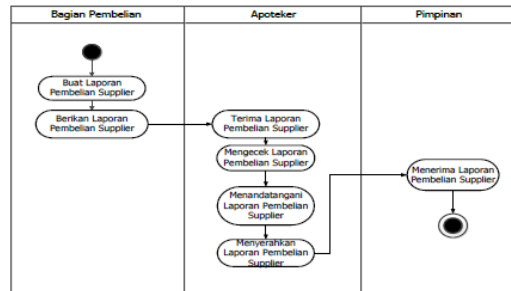 Bagian Pembelian
Apoteker
Pimpinan
Buat Laporan
Pembelian Supplier
Berikan Laporan
Pembelian Supplier
Terima Laporan
Pembelian Supplier
Mengecek Laporan
Pembelian Supplier
Menandatangani
Laporan Pembelian
Supplier
Menyerahkan
Laporan Pembelian
Supplier
Menerima Laporan
Pembelian Supplier